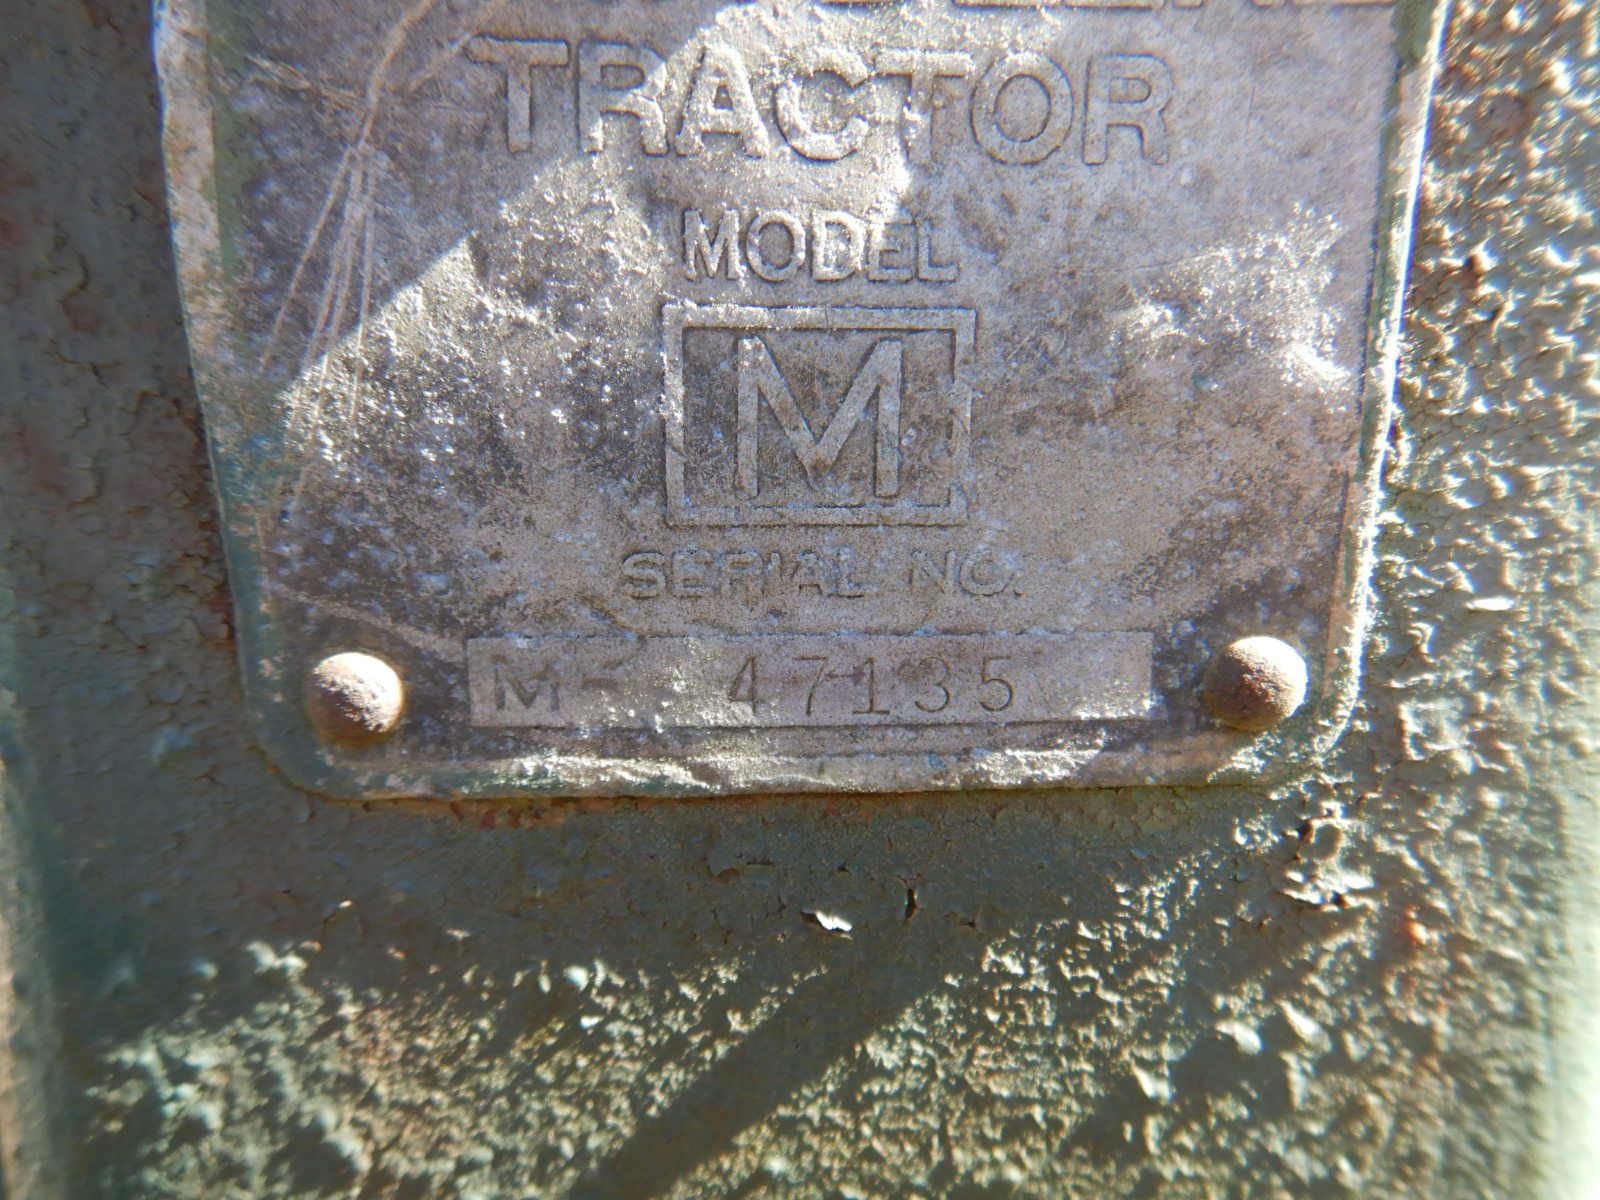 TRACTOR
MODEL
M
SERIAL NO.
M 47135